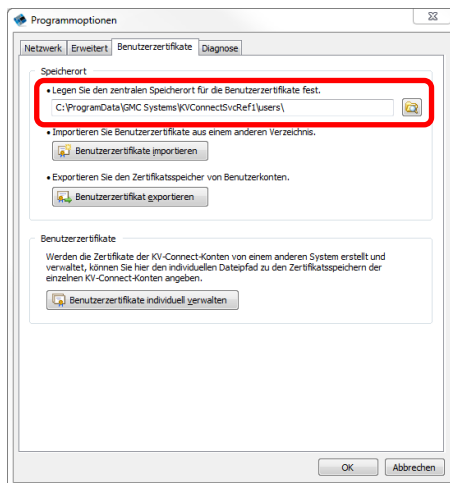 Programmoptionen
Netzwerk Erweitert Benutzerzertifikate Diagnose
Speicherort
• Legen Sie den zentralen Speicherort für die Benutzerzertifikate fest.
C:\ProgramData\GMC Systems\KVConnectSvcRef1\users\
• Importieren Sie Benutzerzertifikate aus einem anderen Verzeichnis.
Benutzerzertifikate importieren
• Exportieren Sie den Zertifikatsspeicher von Benutzerkonten.
Benutzerzertifikat exportieren
Benutzerzertifikate
Werden die Zertifikate der KV-Connect-Konten von einem anderen System erstellt und
verwaltet, können Sie hier den individuellen Dateipfad zu den Zertifikatsspeichern der
einzelnen KV-Connect-Konten angeben.
Benutzerzertifikate individuell verwalten
OK Abbrechen